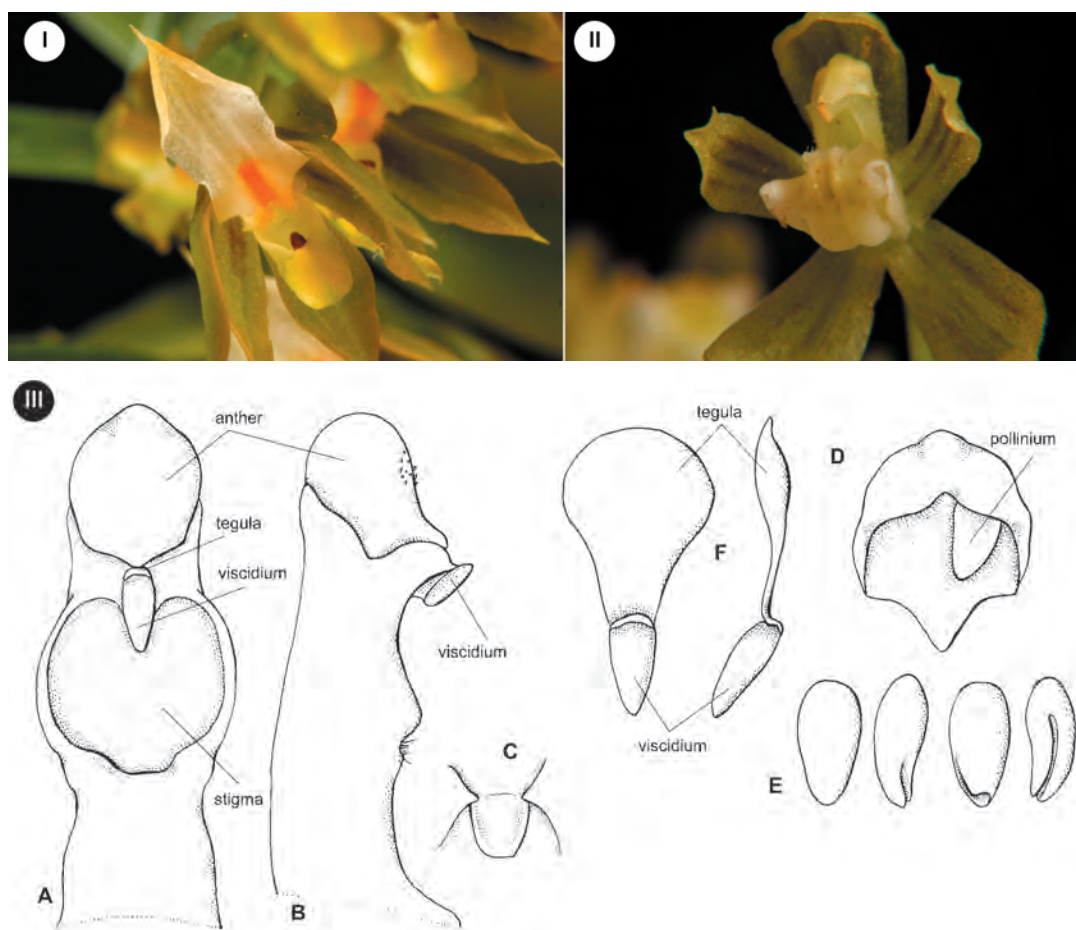 I
II
III
anther
tegula
viscidium
viscidium
stigma
A
B
C
tegula
F
viscidium
D
pollinium
E